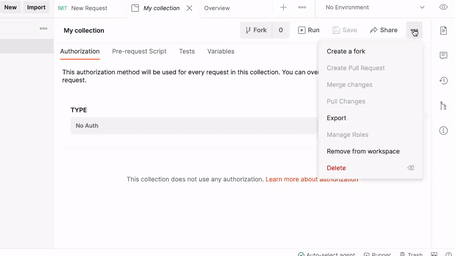 New Import GET New Request My collection Overview No Environment
My collection Fork 0 Run Save Share
Authorization Pre-request Script Tests Variables
This authorization method will be used for every request in this collection. You can over
request.
TYPE
No Auth
This collection does not use any authorization. Learn more about authorization
Create a fork
Create Pull Request
Merge changes
Pull Changes
Export
Manage Roles
Remove from workspace
Delete
Auto-select agent Runner Trash